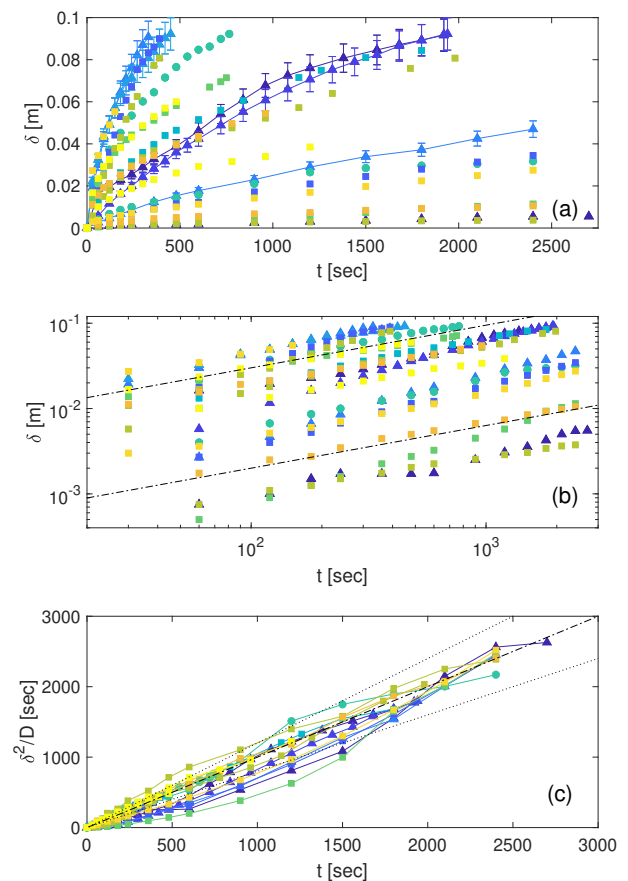 0.1
0.08
0.06
0.04
0.02
0
δ [m]
(a)
0 500 1000 1500 2000 2500
t [sec]
10⁻¹
10⁻²
10⁻³
δ [m]
(b)
10² 10³
t [sec]
3000
2000
1000
0
δ²/D [sec]
(c)
0 500 1000 1500 2000 2500 3000
t [sec]